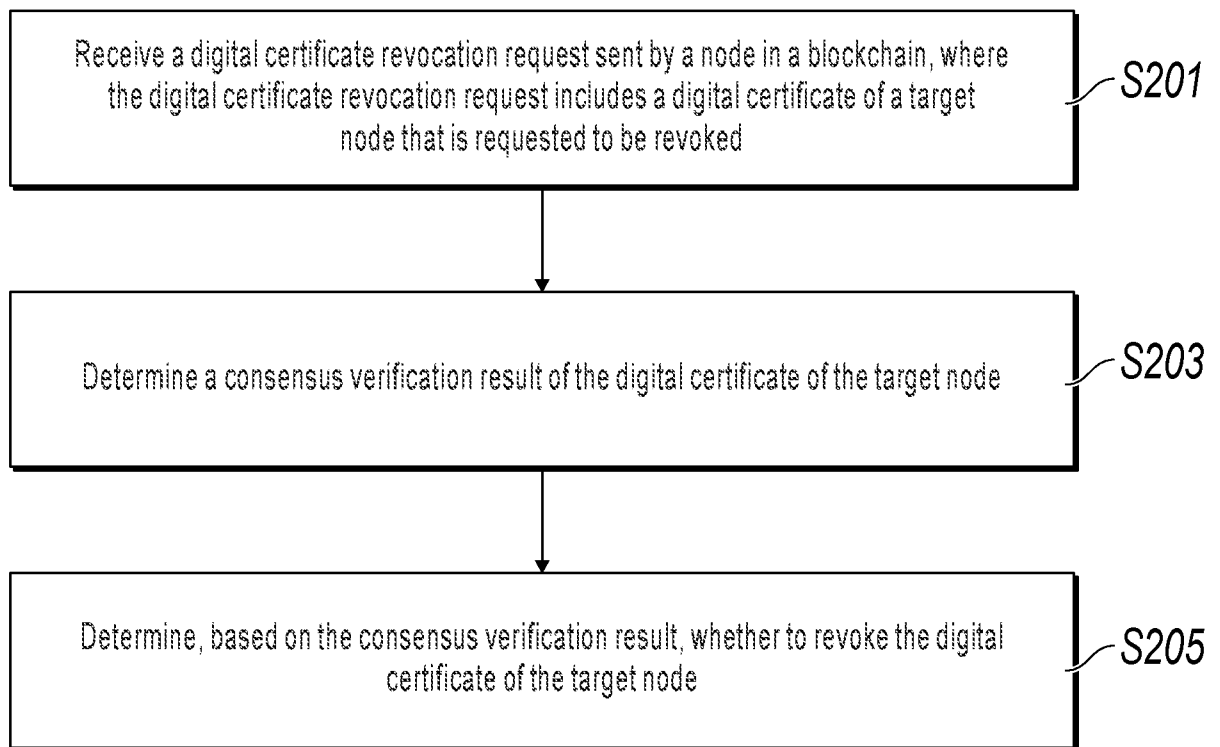 Receive a digital certificate revocation request sent by a node in a blockchain, where
the digital certificate revocation request includes a digital certificate of a target
node that is requested to be revoked
S201
Determine a consensus verification result of the digital certificate of the target node
S203
Determine, based on the consensus verification result, whether to revoke the digital
certificate of the target node
S205